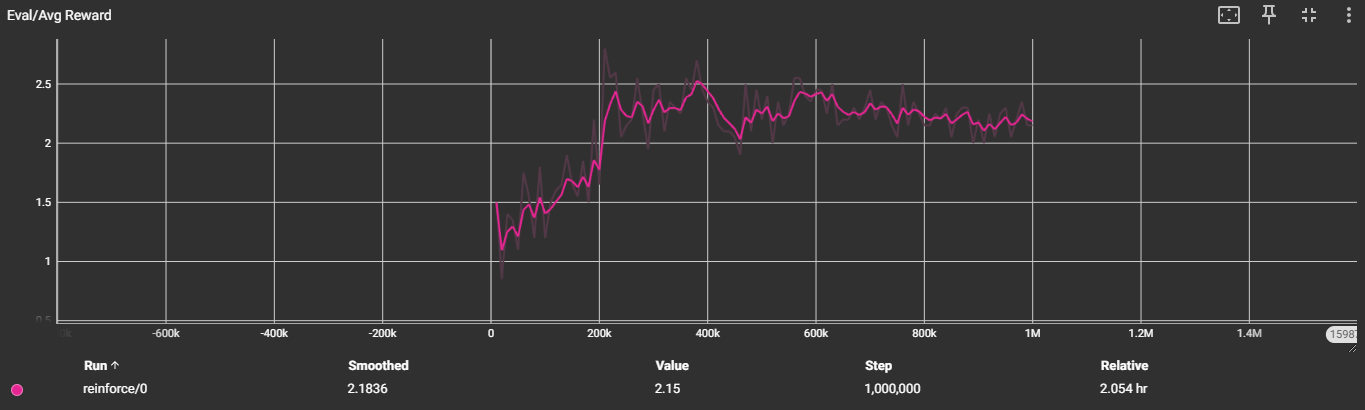 Eval/Avg Reward
2.5
2
1.5
1
0.5
-600k -400k -200k 0 200k 400k 600k 800k 1M 1.2M 1.4M
Run ↑ Smoothed Value Step Relative
reinforce/0 2.1836 2.15 1,000,000 2.054 hr